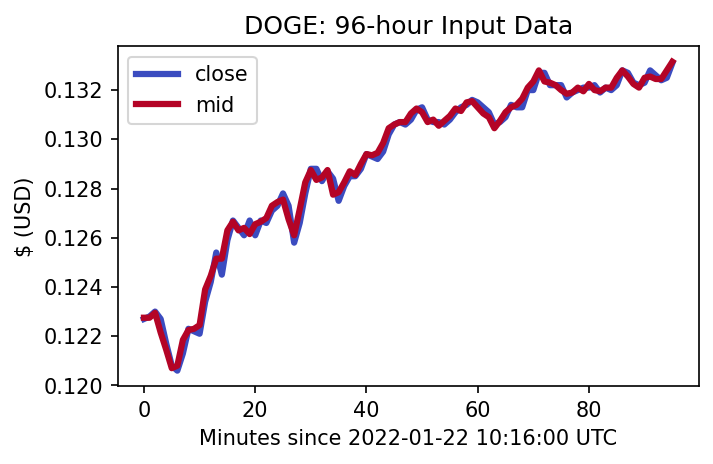 DOGE: 96-hour Input Data
close
mid
$ (USD)
0.132
0.130
0.128
0.126
0.124
0.122
0.120
0 20 40 60 80
Minutes since 2022-01-22 10:16:00 UTC